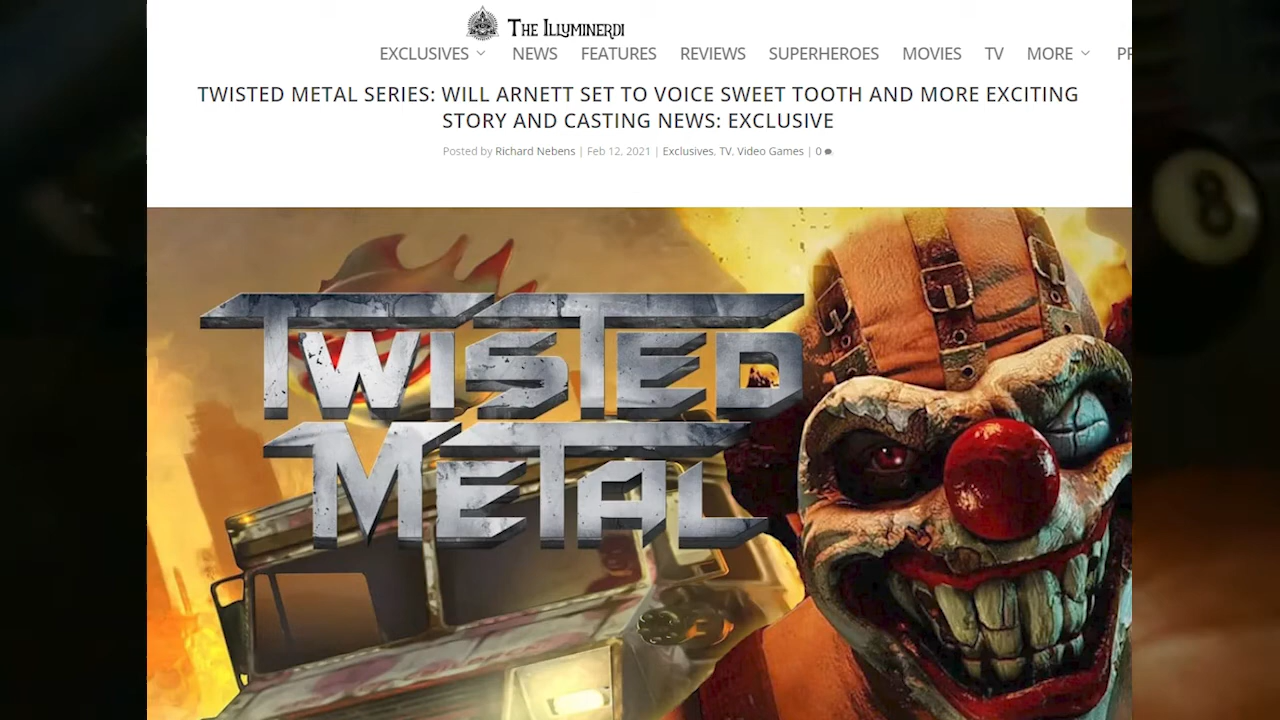 The Illuminerdi
EXCLUSIVES NEWS FEATURES REVIEWS SUPERHEROES MOVIES TV MORE PR
TWISTED METAL SERIES: WILL ARNETT SET TO VOICE SWEET TOOTH AND MORE EXCITING
STORY AND CASTING NEWS: EXCLUSIVE
Posted by Richard Nebens | Feb 12, 2021 | Exclusives, TV, Video Games | 0
8
TWISTED
METAL